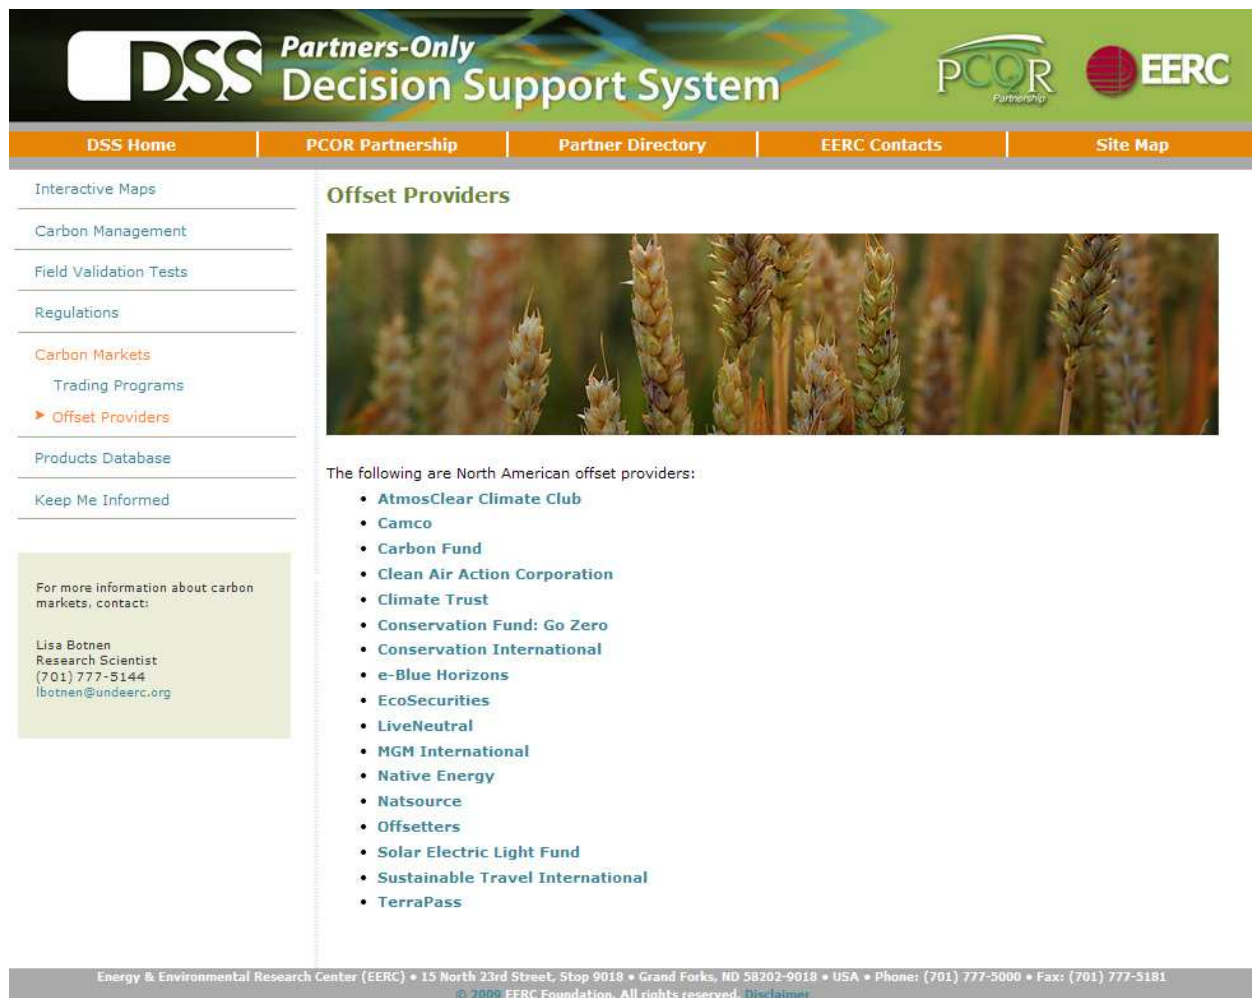 DSS
Partners-Only
Decision Support System
PCOR
Partnership
EERC
DSS Home
PCOR Partnership
Partner Directory
EERC Contacts
Site Map
Interactive Maps
Carbon Management
Field Validation Tests
Regulations
Carbon Markets
Trading Programs
Offset Providers
Products Database
Keep Me Informed
For more information about carbon
markets, contact:
Lisa Botnen
Research Scientist
(701) 777-5144
lbotnen@undeerc.org
Offset Providers
The following are North American offset providers:
• AtmosClear Climate Club
• Camco
• Carbon Fund
• Clean Air Action Corporation
• Climate Trust
• Conservation Fund: Go Zero
• Conservation International
• e-Blue Horizons
• EcoSecurities
• LiveNeutral
• MGM International
• Native Energy
• Natsource
• Offsetters
• Solar Electric Light Fund
• Sustainable Travel International
• TerraPass
Energy & Environmental Research Center (EERC) • 15 North 23rd Street, Stop 9018 • Grand Forks, ND 58202-9018 • USA • Phone: (701) 777-5000 • Fax: (701) 777-5181
© 2009 EERC Foundation. All rights reserved. Disclaimer